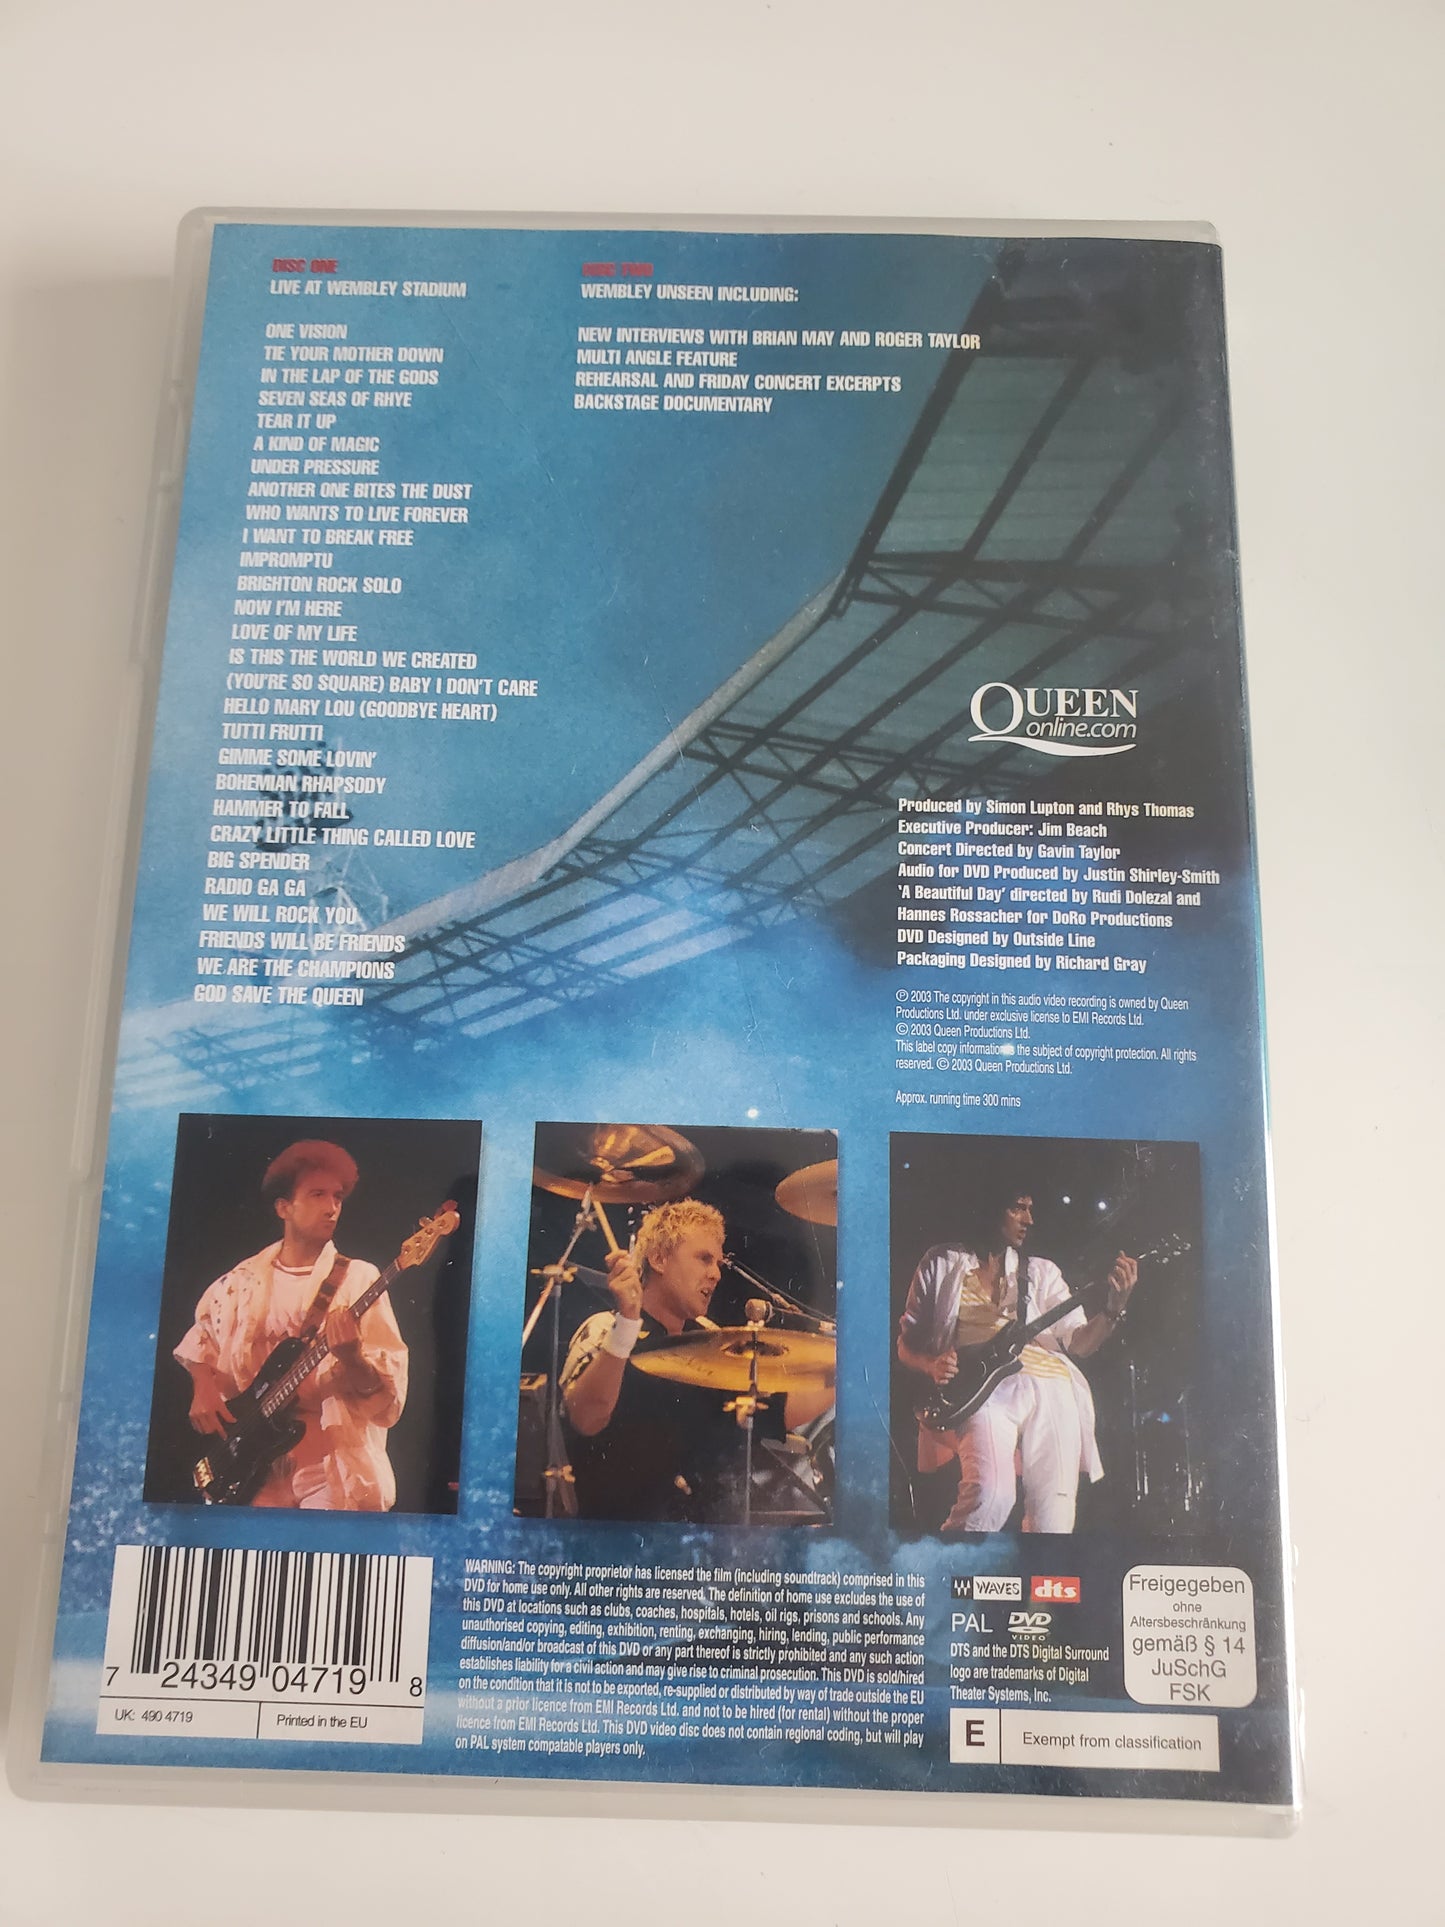 DISC ONE
LIVE AT WEMBLEY STADIUM
ONE VISION
TIE YOUR MOTHER DOWN
IN THE LAP OF THE GODS
SEVEN SEAS OF RHYE
TEAR IT UP
A KIND OF MAGIC
UNDER PRESSURE
ANOTHER ONE BITES THE DUST
WHO WANTS TO LIVE FOREVER
I WANT TO BREAK FREE
IMPROMPTU
BRIGHTON ROCK SOLO
NOW I'M HERE
LOVE OF MY LIFE
IS THIS THE WORLD WE CREATED
(YOU'RE SO SQUARE) BABY I DON'T CARE
HELLO MARY LOU (GOODBYE HEART)
TUTTI FRUTTI
GIMME SOME LOVIN'
BOHEMIAN RHAPSODY
HAMMER TO FALL
CRAZY LITTLE THING CALLED LOVE
BIG SPENDER
RADIO GA GA
WE WILL ROCK YOU
FRIENDS WILL BE FRIENDS
WE ARE THE CHAMPIONS
GOD SAVE THE QUEEN
DISC TWO
WEMBLEY UNSEEN INCLUDING:
NEW INTERVIEWS WITH BRIAN MAY AND ROGER TAYLOR
MULTI ANGLE FEATURE
REHEARSAL AND FRIDAY CONCERT EXCERPTS
BACKSTAGE DOCUMENTARY
QUEEN
online.com
Produced by Simon Lupton and Rhys Thomas
Executive Producer: Jim Beach
Concert Directed by Gavin Taylor
Audio for DVD Produced by Justin Shirley-Smith
'A Beautiful Day' directed by Rudi Dolezal and
Hannes Rossacher for DoRo Productions
DVD Designed by Outside Line
Packaging Designed by Richard Gray
℗ 2003 The copyright in this audio video recording is owned by Queen
Productions Ltd. under exclusive license to EMI Records Ltd.
© 2003 Queen Productions Ltd.
This label copy information is the subject of copyright protection. All rights
reserved. © 2003 Queen Productions Ltd.
Approx. running time 300 mins
7 24349 04719 8
UK: 490 4719
Printed in the EU
WARNING: The copyright proprietor has licensed the film (including soundtrack) comprised in this
DVD for home use only. All other rights are reserved. The definition of home use excludes the use of
this DVD at locations such as clubs, coaches, hospitals, hotels, oil rigs, prisons and schools. Any
unauthorised copying, editing, exhibition, renting, exchanging, hiring, lending, public performance
diffusion/and/or broadcast of this DVD or any part thereof is strictly prohibited and any such action
establishes liability for a civil action and may give rise to criminal prosecution. This DVD is sold/hired
on the condition that it is not to be exported, re-supplied or distributed by way of trade outside the EU
without a prior licence from EMI Records Ltd. and not to be hired (for rental) without the proper
licence from EMI Records Ltd. This DVD video disc does not contain regional coding, but will play
on PAL system compatable players only.
WAVES
dts
PAL
DVD
VIDEO
DTS and the DTS Digital Surround
logo are trademarks of Digital
Theater Systems, Inc.
Freigegeben
ohne
Altersbeschränkung
gemäß § 14
JuSchG
FSK
E
Exempt from classification